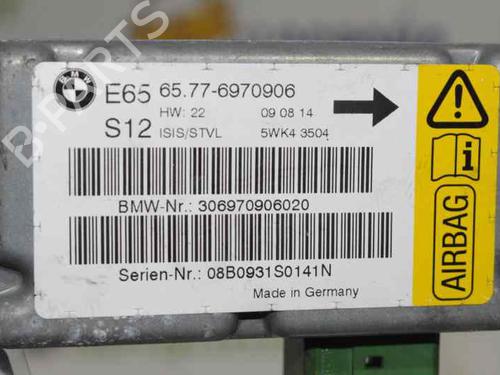 BMW
E65 65.77-6970906
HW: 22 09 08 14
S12 ISIS/STVL 5WK4 3504
BMW-Nr.: 306970906020
Serien-Nr.: 08B0931S0141N
Made in Germany
AIRBAG
B-PARTS